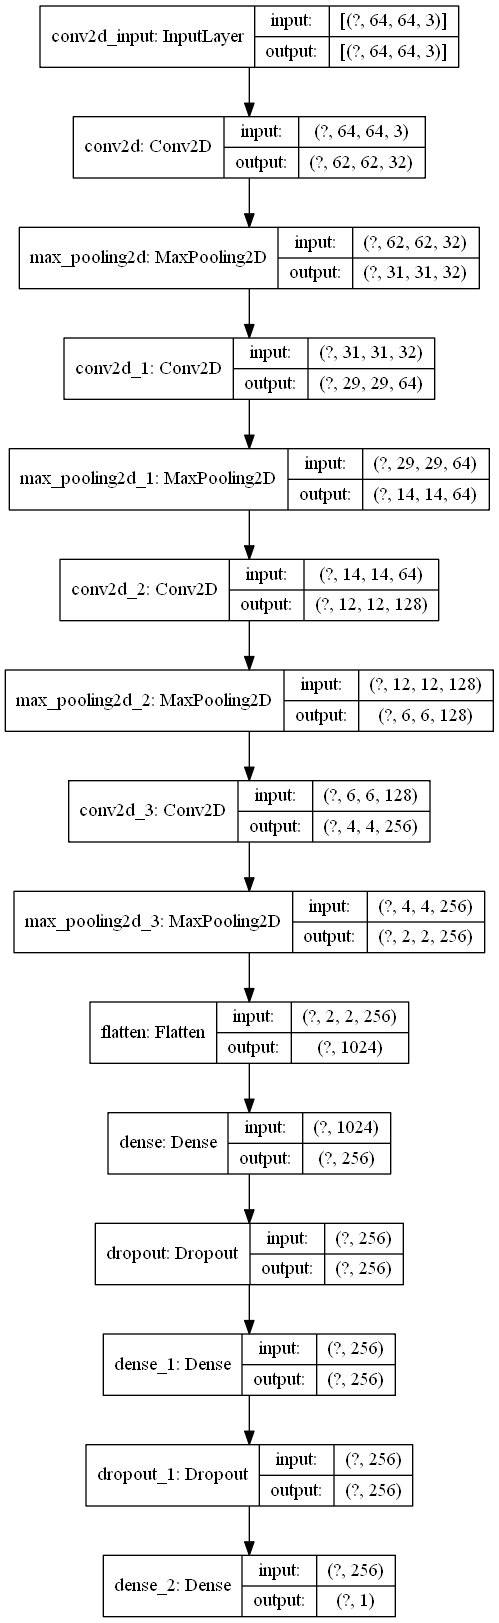 conv2d_input: InputLayer input: [(?, 64, 64, 3)]
output: [(?, 64, 64, 3)]
conv2d: Conv2D input: (?, 64, 64, 3)
output: (?, 62, 62, 32)
max_pooling2d: MaxPooling2D input: (?, 62, 62, 32)
output: (?, 31, 31, 32)
conv2d_1: Conv2D input: (?, 31, 31, 32)
output: (?, 29, 29, 64)
max_pooling2d_1: MaxPooling2D input: (?, 29, 29, 64)
output: (?, 14, 14, 64)
conv2d_2: Conv2D input: (?, 14, 14, 64)
output: (?, 12, 12, 128)
max_pooling2d_2: MaxPooling2D input: (?, 12, 12, 128)
output: (?, 6, 6, 128)
conv2d_3: Conv2D input: (?, 6, 6, 128)
output: (?, 4, 4, 256)
max_pooling2d_3: MaxPooling2D input: (?, 4, 4, 256)
output: (?, 2, 2, 256)
flatten: Flatten input: (?, 2, 2, 256)
output: (?, 1024)
dense: Dense input: (?, 1024)
output: (?, 256)
dropout: Dropout input: (?, 256)
output: (?, 256)
dense_1: Dense input: (?, 256)
output: (?, 256)
dropout_1: Dropout input: (?, 256)
output: (?, 256)
dense_2: Dense input: (?, 256)
output: (?, 1)